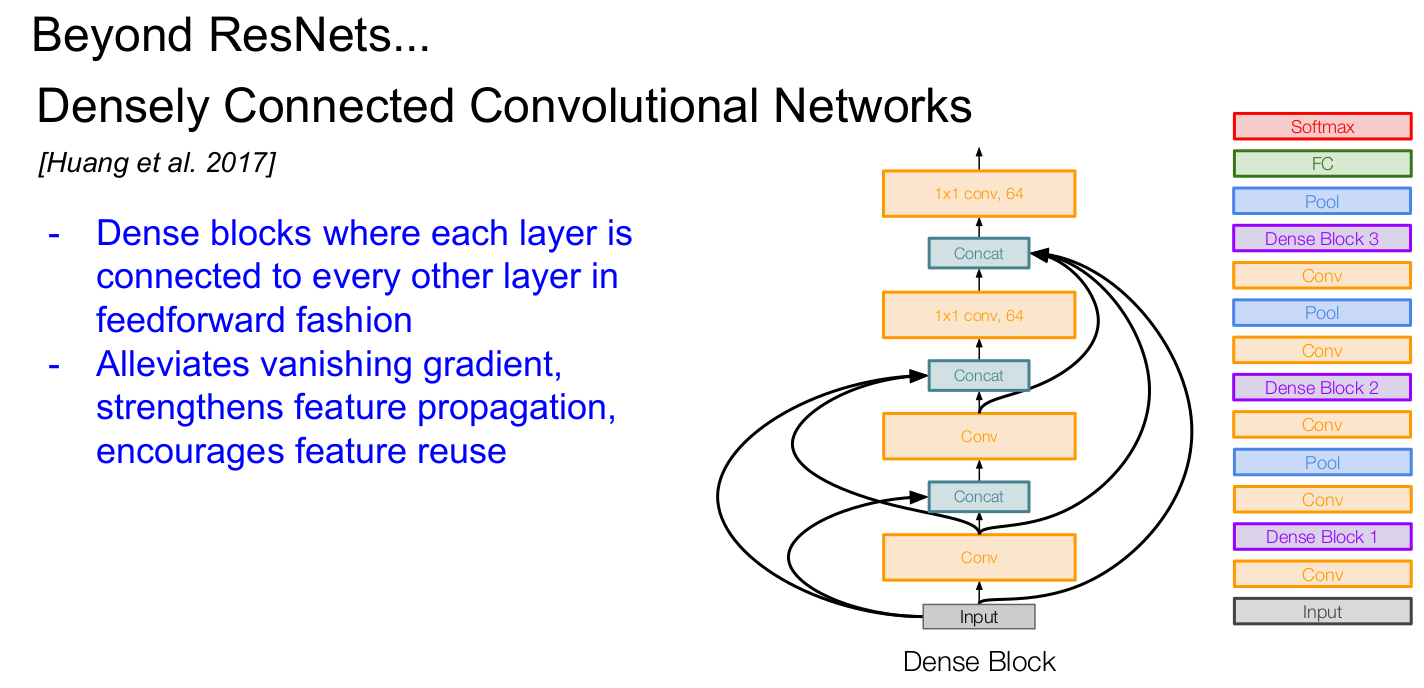 Beyond ResNets...
Densely Connected Convolutional Networks
[Huang et al. 2017]
- Dense blocks where each layer is
connected to every other layer in
feedforward fashion
- Alleviates vanishing gradient,
strengthens feature propagation,
encourages feature reuse
1x1 conv, 64
Concat
1x1 conv, 64
Concat
Conv
Concat
Conv
Input
Dense Block
Softmax
FC
Pool
Dense Block 3
Conv
Pool
Conv
Dense Block 2
Conv
Pool
Conv
Dense Block 1
Conv
Input